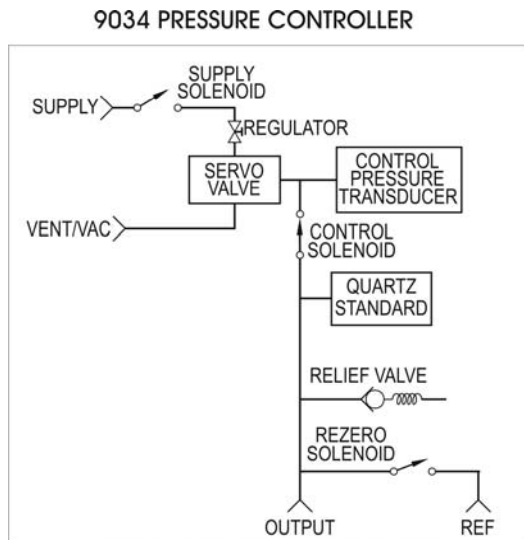 9034 PRESSURE CONTROLLER
SUPPLY
SOLENOID
SUPPLY
REGULATOR
SERVO
VALVE
CONTROL
PRESSURE
TRANSDUCER
VENT/VAC
CONTROL
SOLENOID
QUARTZ
STANDARD
RELIEF VALVE
REZERO
SOLENOID
OUTPUT
REF